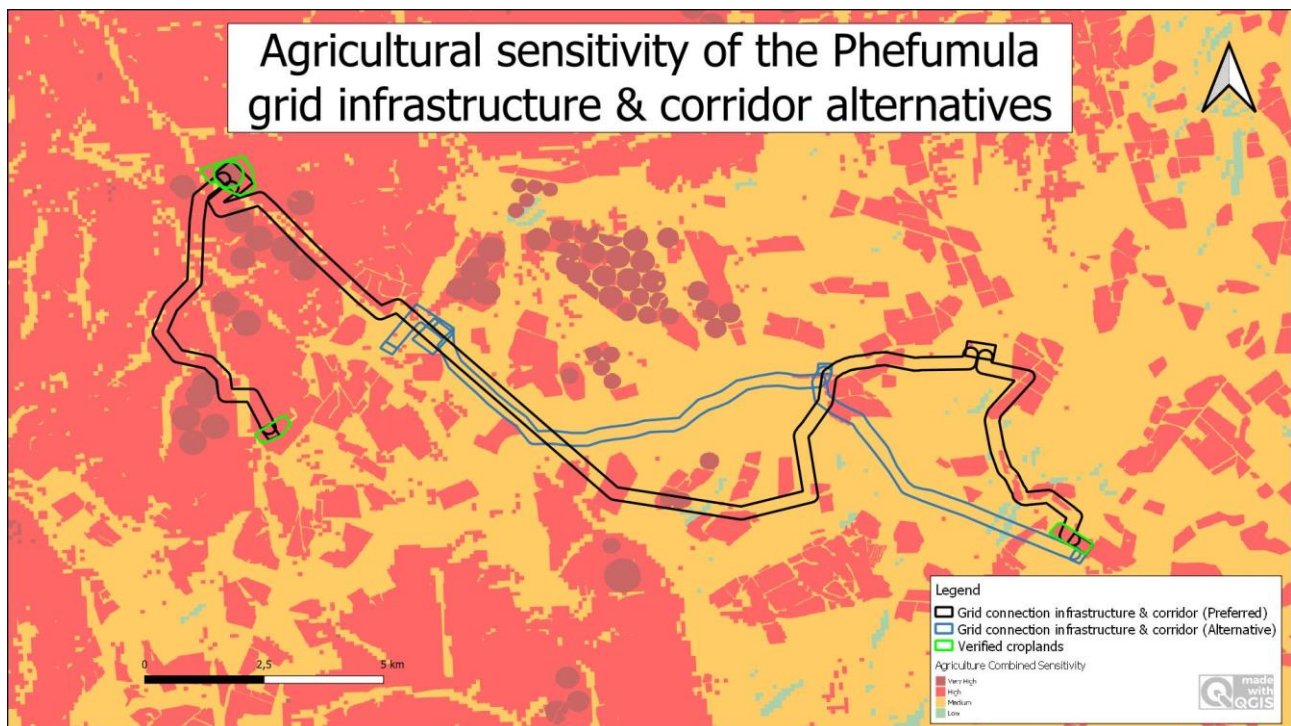 Agricultural sensitivity of the Phefumula
grid infrastructure & corridor alternatives
Legend
Grid connection infrastructure & corridor (Preferred)
Grid connection infrastructure & corridor (Alternative)
Verified croplands
Agriculture Combined Sensitivity
Very High
High
Medium
Low
0 2,5 5 km
made
with
QGIS